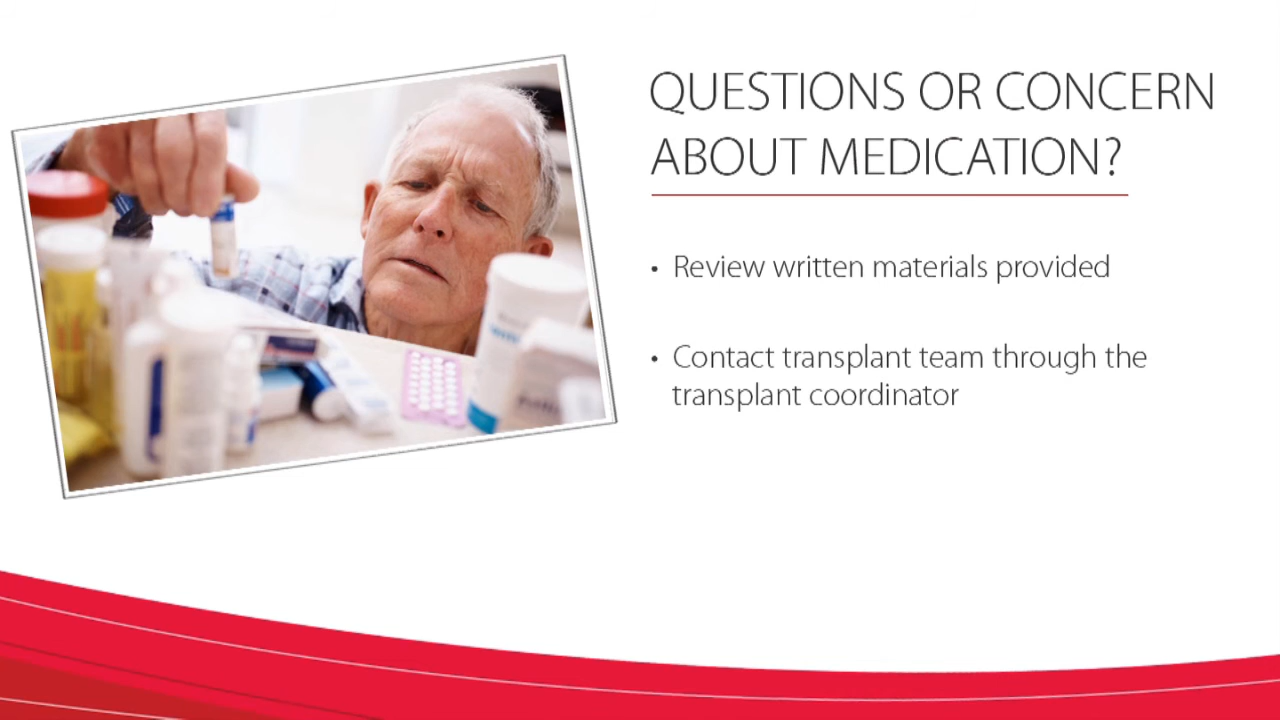 QUESTIONS OR CONCERN
ABOUT MEDICATION?
• Review written materials provided
• Contact transplant team through the
transplant coordinator